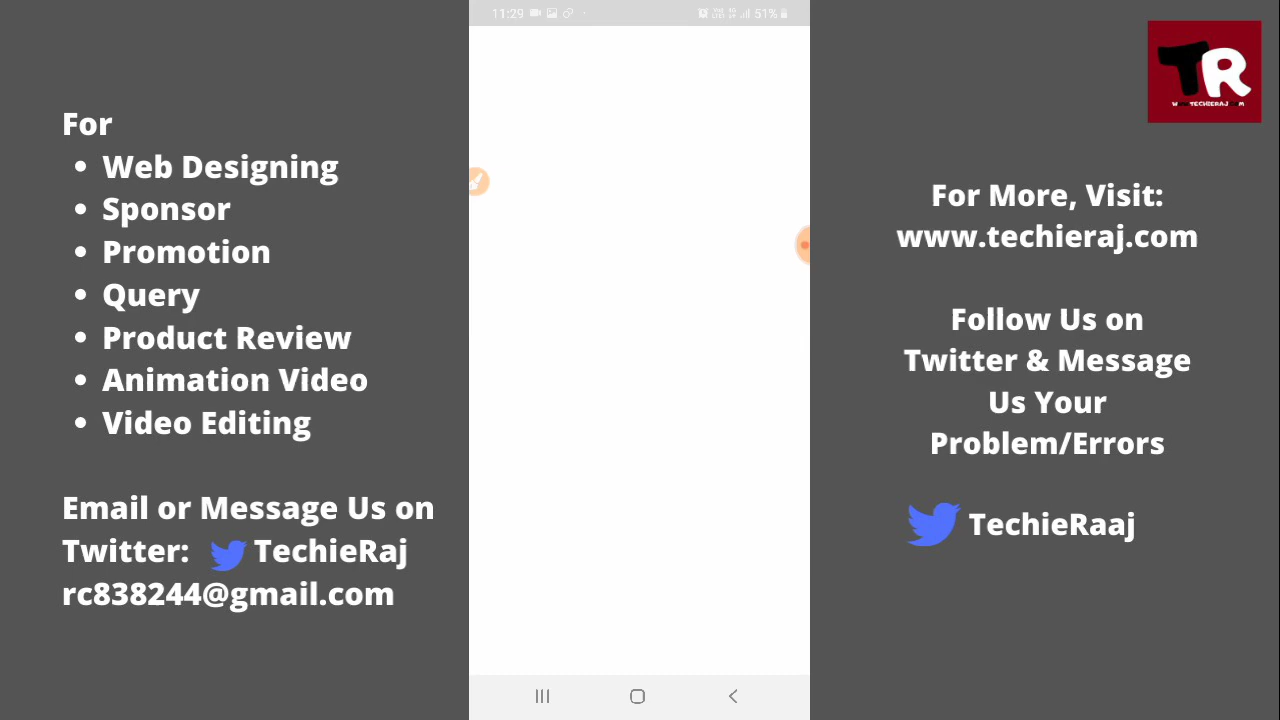 11:29
51%
For
• Web Designing
• Sponsor
• Promotion
• Query
• Product Review
• Animation Video
• Video Editing
Email or Message Us on
Twitter: TechieRaj
rc838244@gmail.com
TR
For More, Visit:
www.techieraj.com
Follow Us on
Twitter & Message
Us Your
Problem/Errors
TechieRaaj